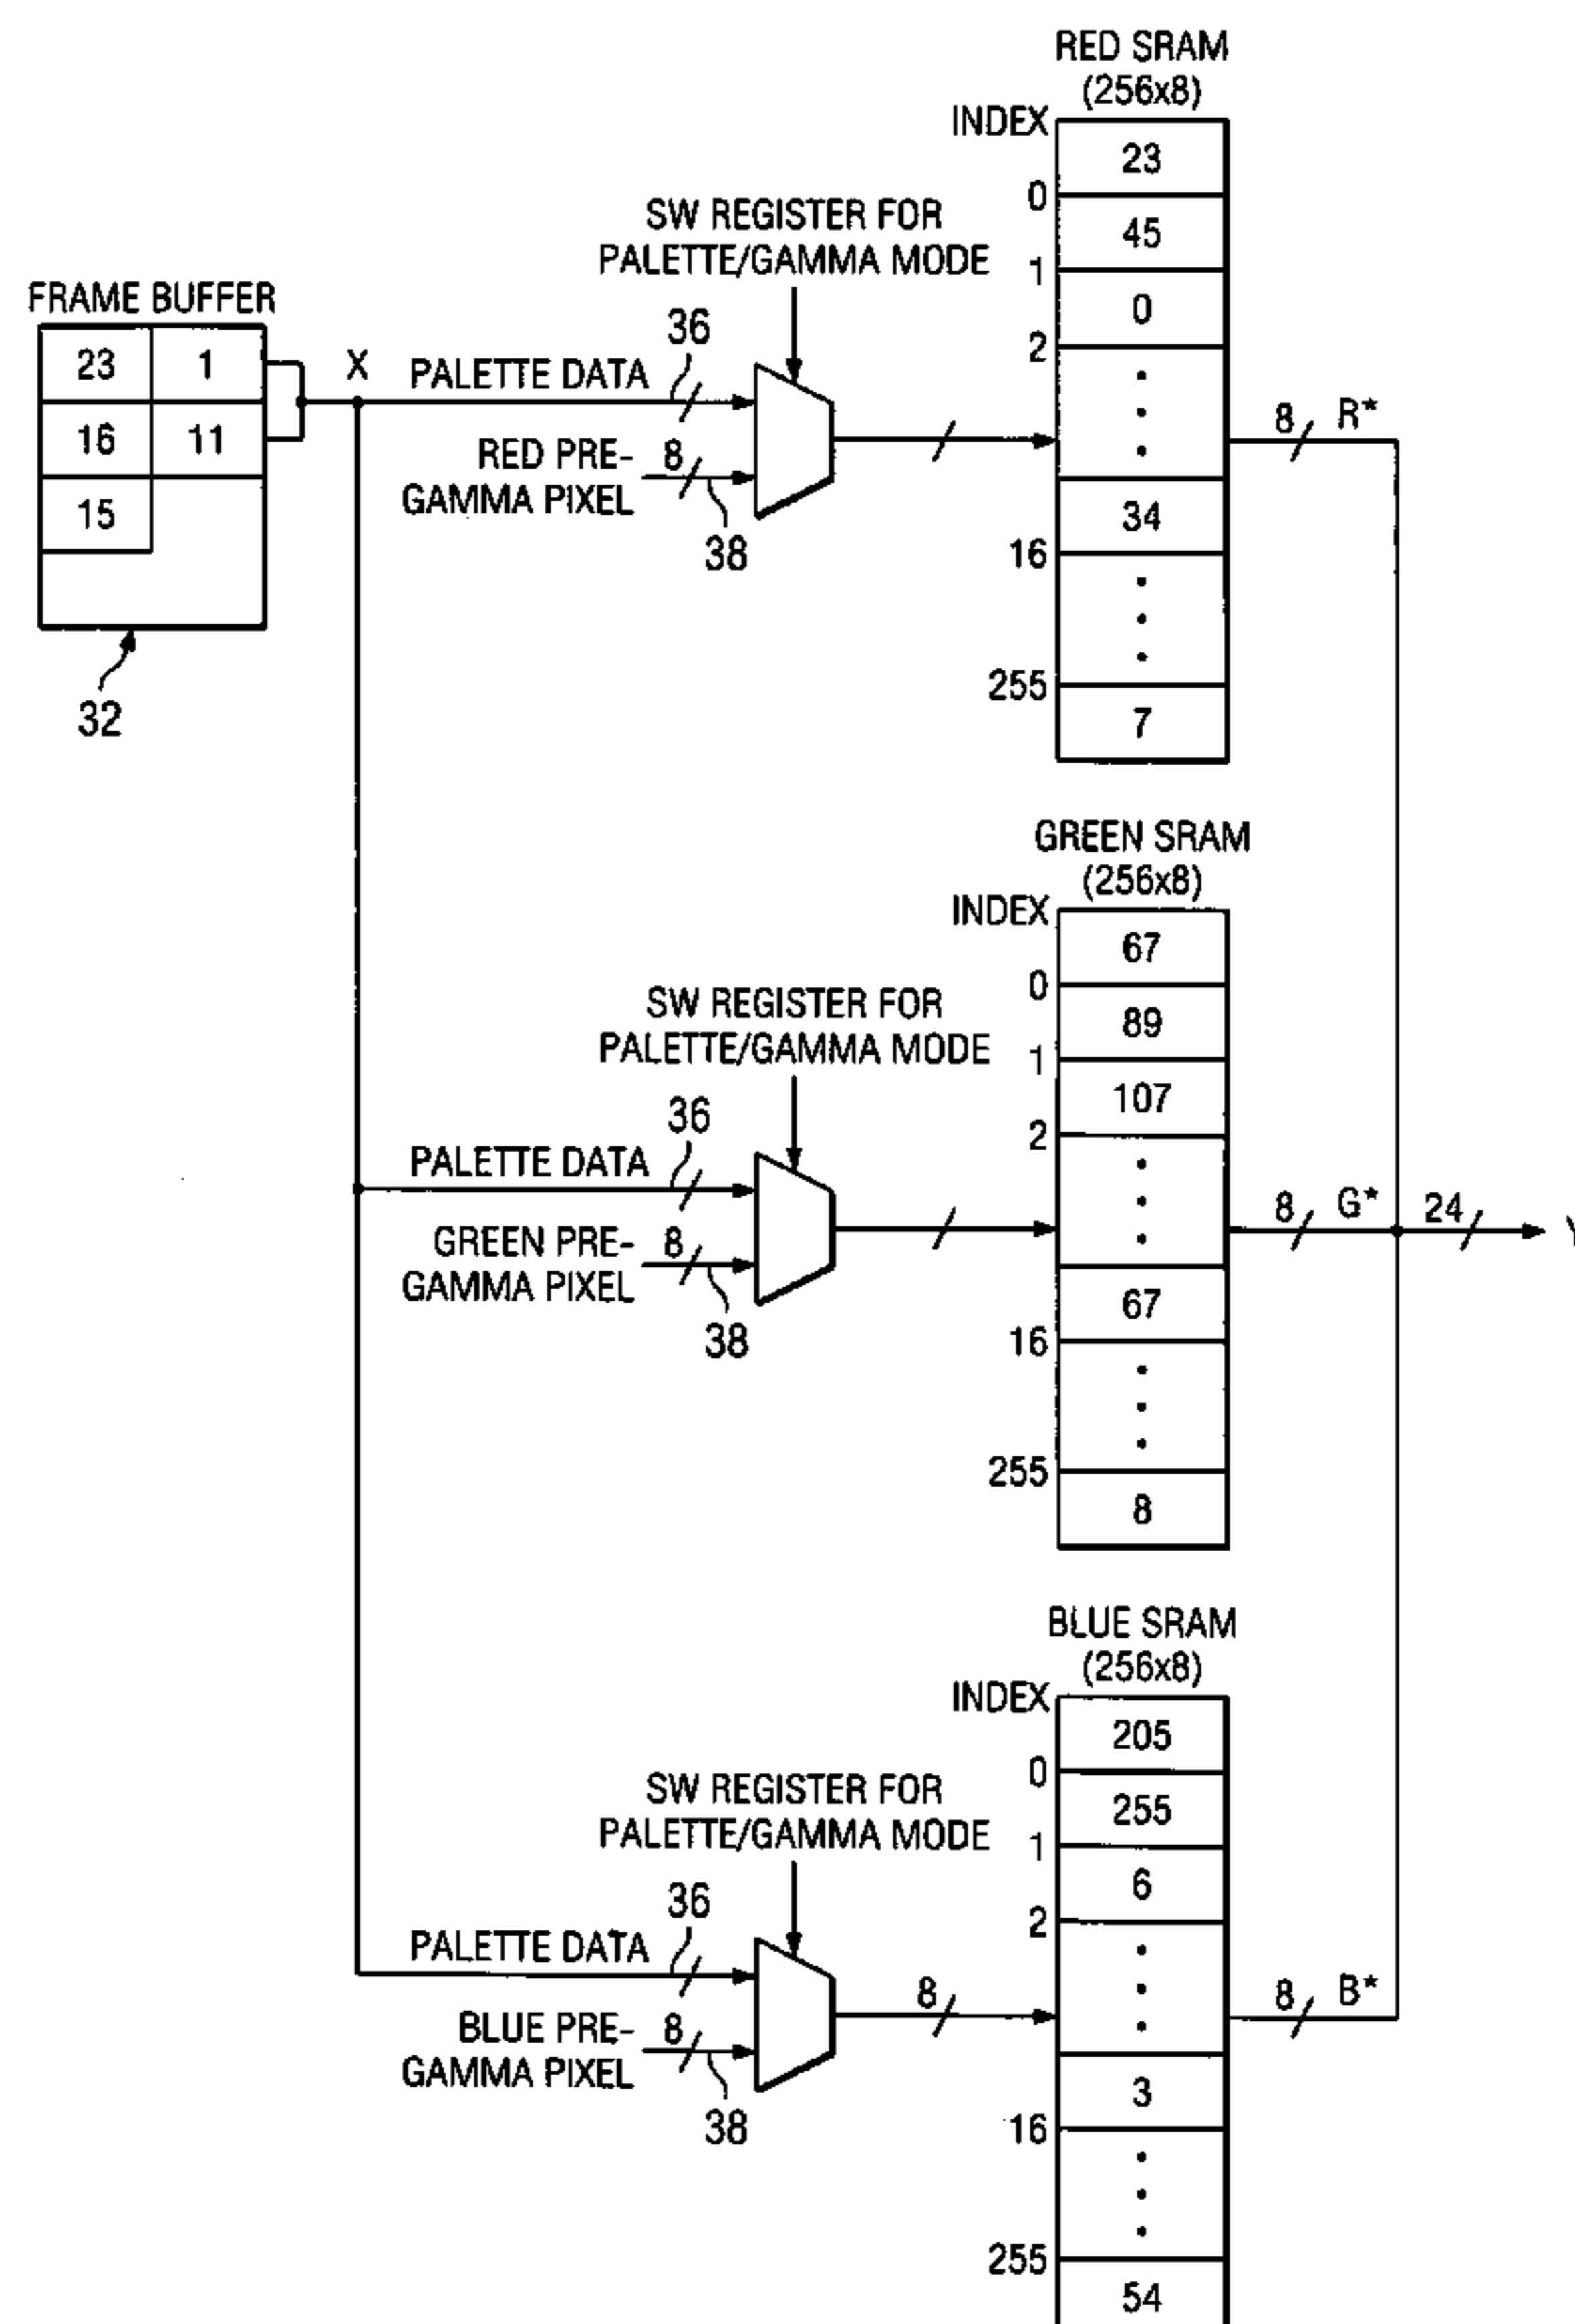 RED SRAM
(256x8)
INDEX
23
0
45
1
0
2
34
16
255
7
SW REGISTER FOR
PALETTE/GAMMA MODE
FRAME BUFFER
23 1
16 11
15
32
X
PALETTE DATA
36
RED PRE-
GAMMA PIXEL
8
38
8 R*
GREEN SRAM
(256x8)
INDEX
67
0
89
1
107
2
67
16
255
8
SW REGISTER FOR
PALETTE/GAMMA MODE
PALETTE DATA
36
GREEN PRE-
GAMMA PIXEL
8
38
8 G* 24
Y
BLUE SRAM
(256x8)
INDEX
205
0
255
1
6
2
3
16
255
54
SW REGISTER FOR
PALETTE/GAMMA MODE
PALETTE DATA
36
BLUE PRE-
GAMMA PIXEL
8
38
8
8 B*